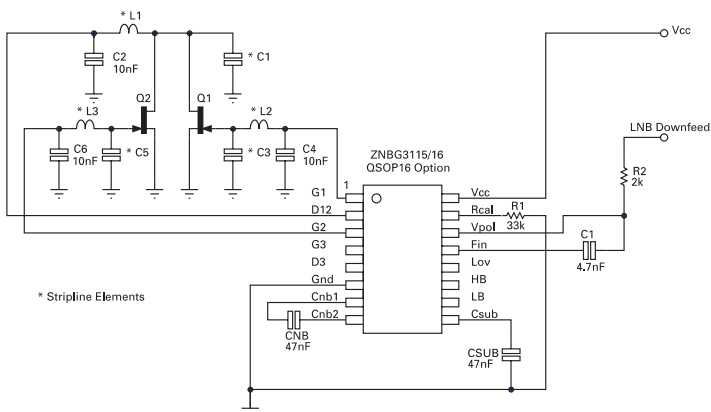 * L1
Vcc
C2
10nF
* C1
Q2
Q1
* L3
* L2
LNB Downfeed
C6
10nF
* C5
* C3
C4
10nF
ZNBG3115/16
QSOP16 Option
R2
2k
G1
1
Vcc
D12
Rcal
R1
33k
G2
Vpol
G3
Fin
C1
4.7nF
D3
Lov
Gnd
HB
* Stripline Elements
Cnb1
LB
Cnb2
Csub
CNB
47nF
CSUB
47nF